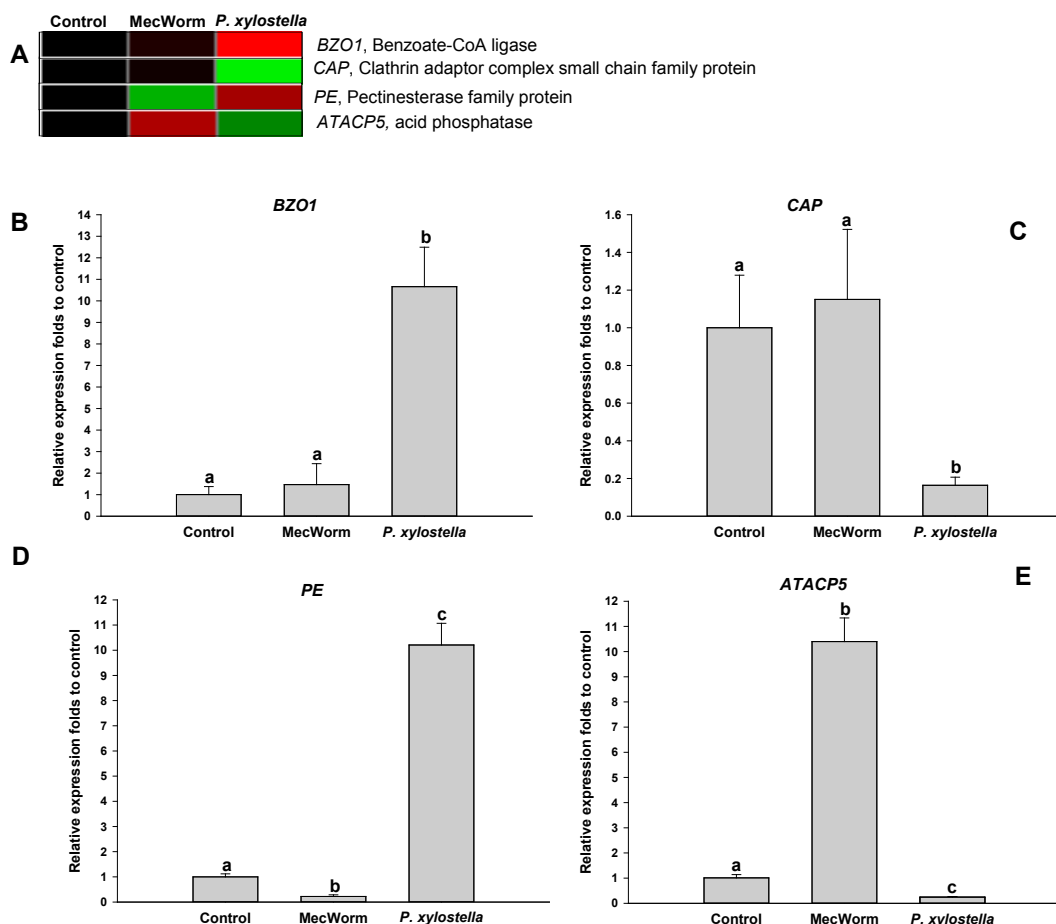 Control MecWorm P. xylostella
A
BZO1, Benzoate-CoA ligase
CAP, Clathrin adaptor complex small chain family protein
PE, Pectinesterase family protein
ATACP5, acid phosphatase
B
BZO1
Relative expression folds to control
14
13
12
11
10
9
8
7
6
5
4
3
2
1
0
a
a
b
Control MecWorm P. xylostella
C
CAP
Relative expression folds to control
1.6
1.4
1.2
1.0
0.8
0.6
0.4
0.2
0.0
a
a
b
Control MecWorm P. xylostella
D
PE
Relative expression folds to control
12
11
10
9
8
7
6
5
4
3
2
1
0
a
b
c
Control MecWorm P. xylostella
E
ATACP5
Relative expression folds to control
12
11
10
9
8
7
6
5
4
3
2
1
0
a
b
c
Control MecWorm P. xylostella